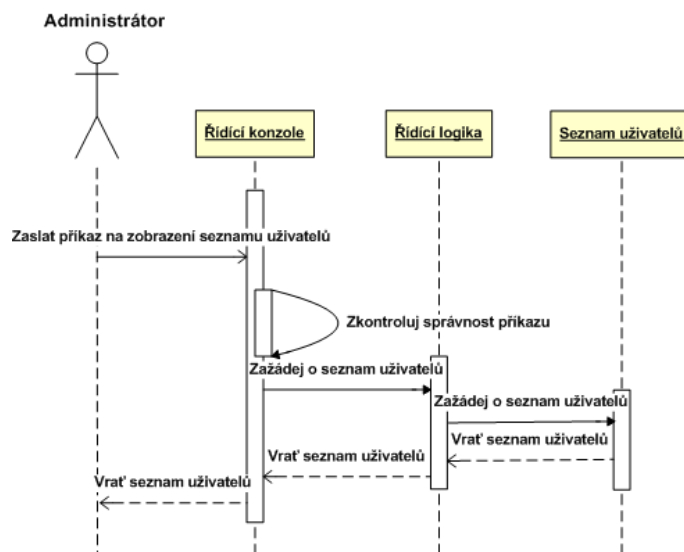 Administrátor
Řídící konzole
Řídící logika
Seznam uživatelů
Zaslat příkaz na zobrazení seznamu uživatelů
Zkontroluj správnost příkazu
Zažádej o seznam uživatelů
Zažádej o seznam uživatelů
Vrať seznam uživatelů
Vrať seznam uživatelů
Vrať seznam uživatelů